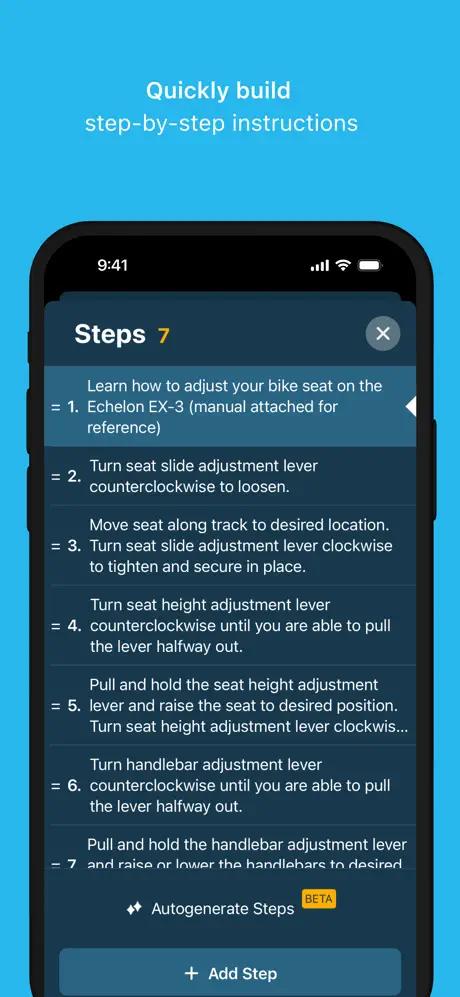 Quickly build
step-by-step instructions
9:41
Steps 7
= 1. Learn how to adjust your bike seat on the
Echelon EX-3 (manual attached for
reference)
= 2. Turn seat slide adjustment lever
counterclockwise to loosen.
= 3. Move seat along track to desired location.
Turn seat slide adjustment lever clockwise
to tighten and secure in place.
= 4. Turn seat height adjustment lever
counterclockwise until you are able to pull
the lever halfway out.
= 5. Pull and hold the seat height adjustment
lever and raise the seat to desired position.
Turn seat height adjustment lever clockwis...
= 6. Turn handlebar adjustment lever
counterclockwise until you are able to pull
the lever halfway out.
= 7. Pull and hold the handlebar adjustment lever
and raise or lower the handlebars to desired
Autogenerate Steps BETA
+ Add Step